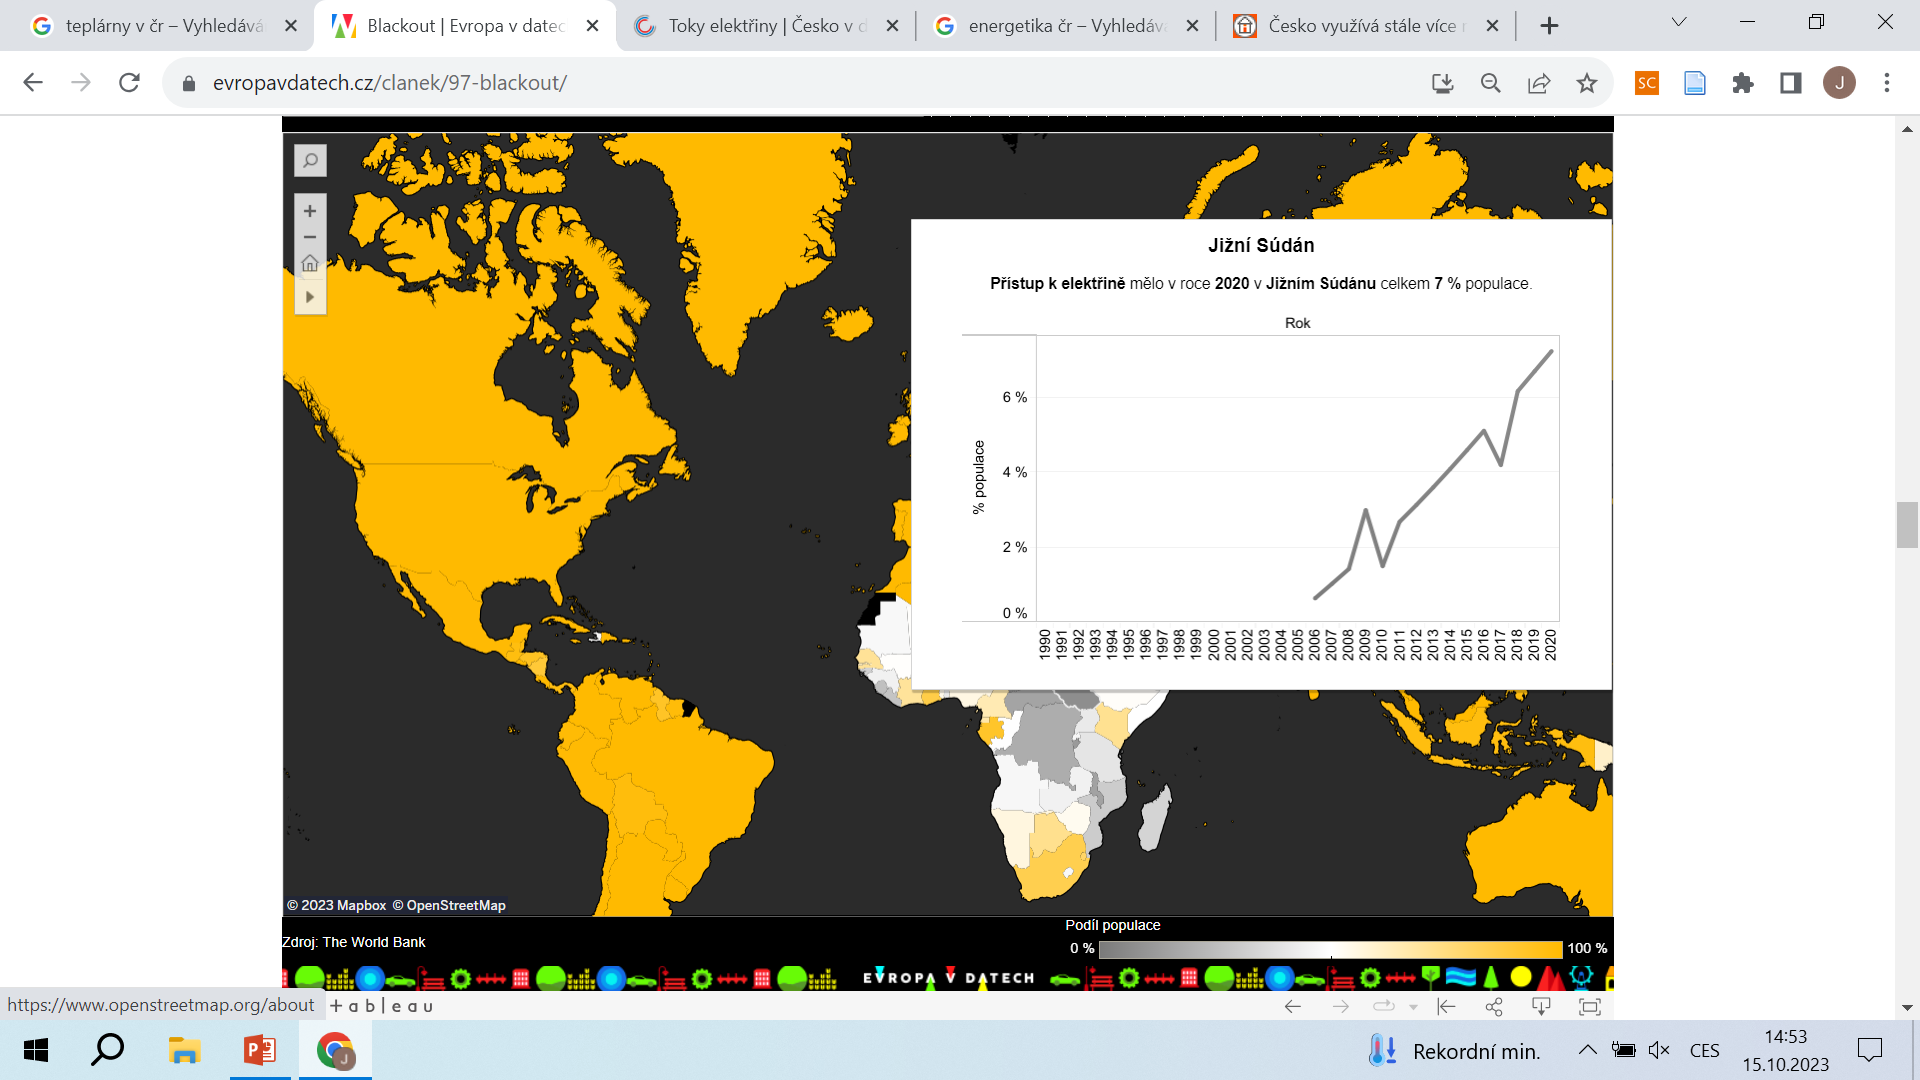 teplárny v čr – Vyhledává
Blackout | Evropa v datec
Toky elektřiny | Česko v d
energetika čr – Vyhledáva
Česko využívá stále více
evropavdatech.cz/clanek/97-blackout/
SC
J
Jižní Súdán
Přístup k elektřině mělo v roce 2020 v Jižním Súdánu celkem 7 % populace.
Rok
6 %
4 %
2 %
0 %
% populace
1990
1991
1992
1993
1994
1995
1996
1997
1998
1999
2000
2001
2002
2003
2004
2005
2006
2007
2008
2009
2010
2011
2012
2013
2014
2015
2016
2017
2018
2019
2020
© 2023 Mapbox © OpenStreetMap
Podíl populace
Zdroj: The World Bank
0 %
100 %
EVROPA V DATECH
https://www.openstreetmap.org/about
+ a b l e a u
Rekordní min.
CES
14:53
15.10.2023